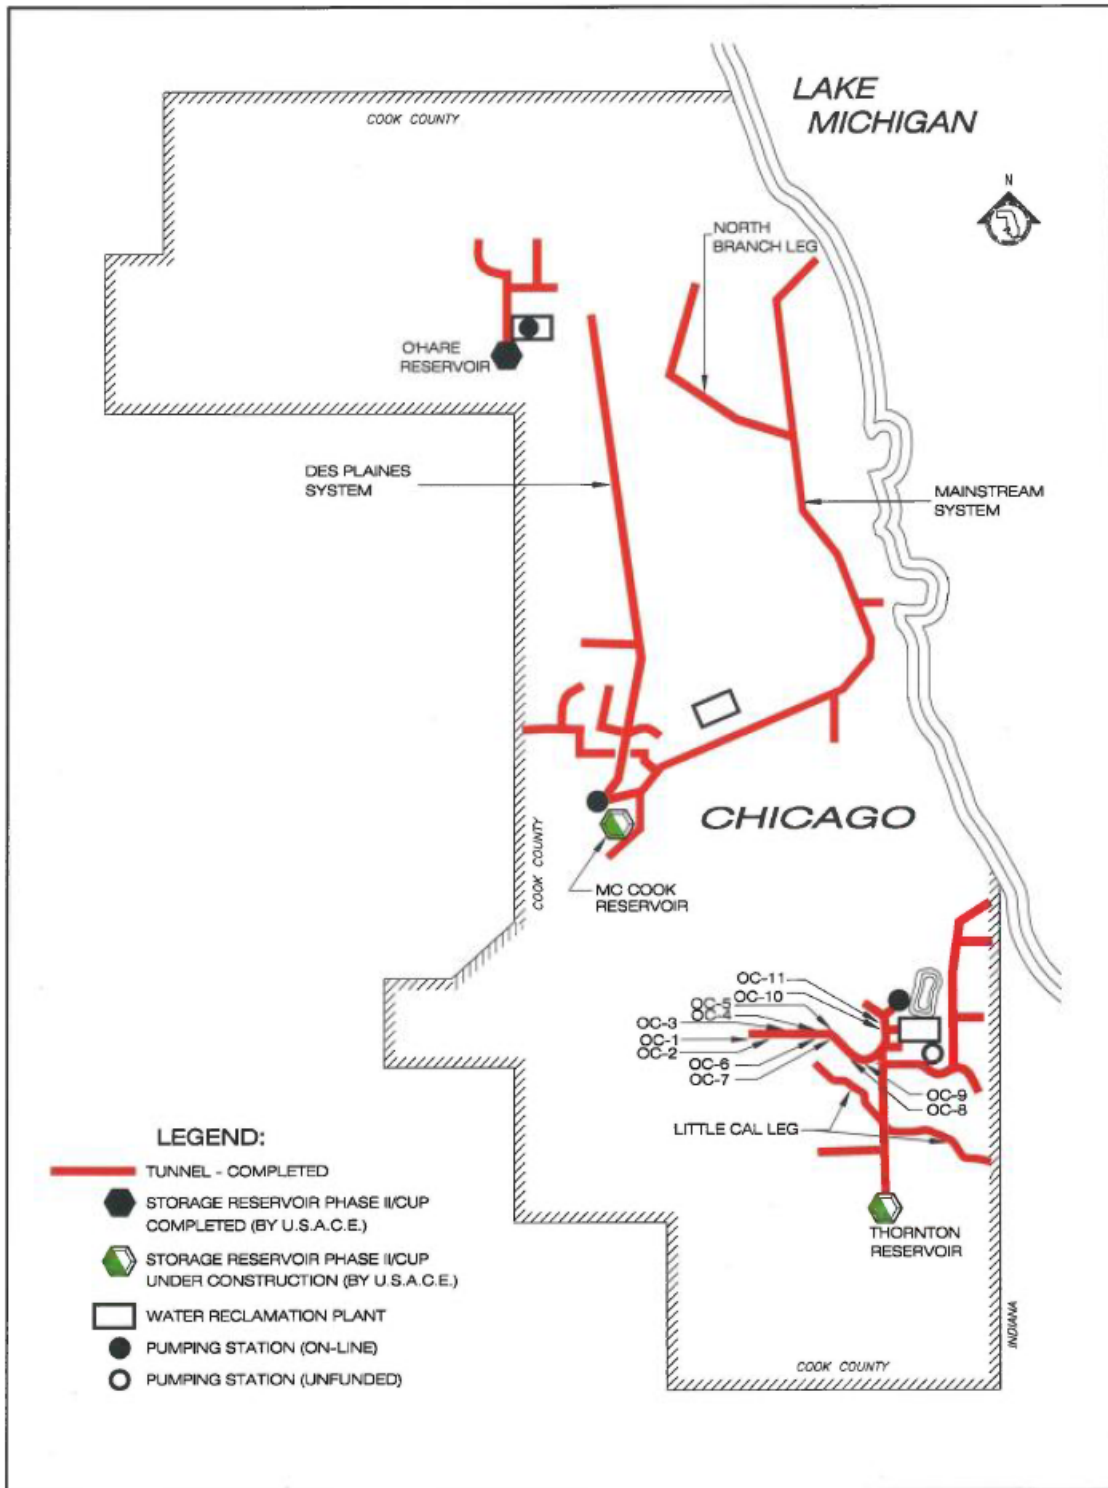 LAKE
MICHIGAN
COOK COUNTY
N
NORTH
BRANCH LEG
O'HARE
RESERVOIR
DES PLAINES
SYSTEM
MAINSTREAM
SYSTEM
CHICAGO
COOK COUNTY
MC COOK
RESERVOIR
OC-11
OC-10
OC-5
OC-4
OC-3
OC-1
OC-2
OC-6
OC-7
OC-9
OC-8
LITTLE CAL LEG
THORNTON
RESERVOIR
INDIANA
COOK COUNTY
LEGEND:
TUNNEL - COMPLETED
STORAGE RESERVOIR PHASE II/CUP
COMPLETED (BY U.S.A.C.E.)
STORAGE RESERVOIR PHASE II/CUP
UNDER CONSTRUCTION (BY U.S.A.C.E.)
WATER RECLAMATION PLANT
PUMPING STATION (ON-LINE)
PUMPING STATION (UNFUNDED)